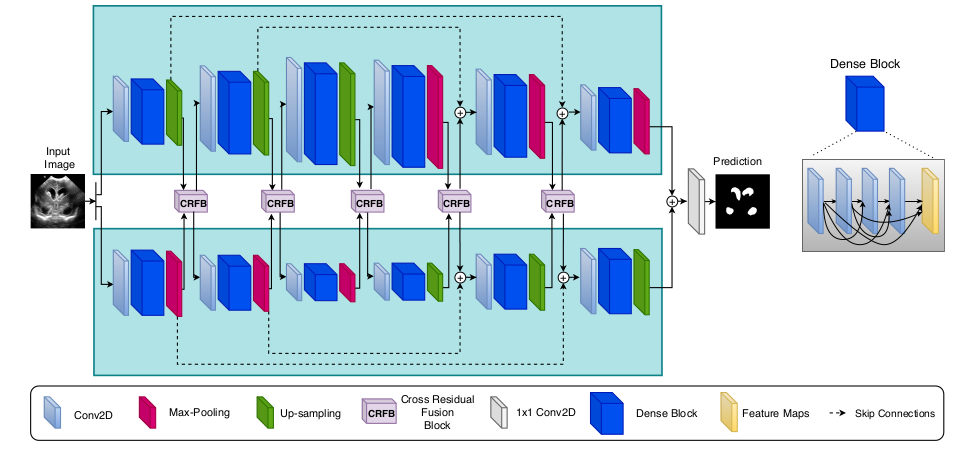 Dense Block
Input
Image
Prediction
CRFB
CRFB
CRFB
CRFB
CRFB
Conv2D
Max-Pooling
Up-sampling
CRFB
Cross Residual
Fusion
Block
1x1 Conv2D
Dense Block
Feature Maps
Skip Connections